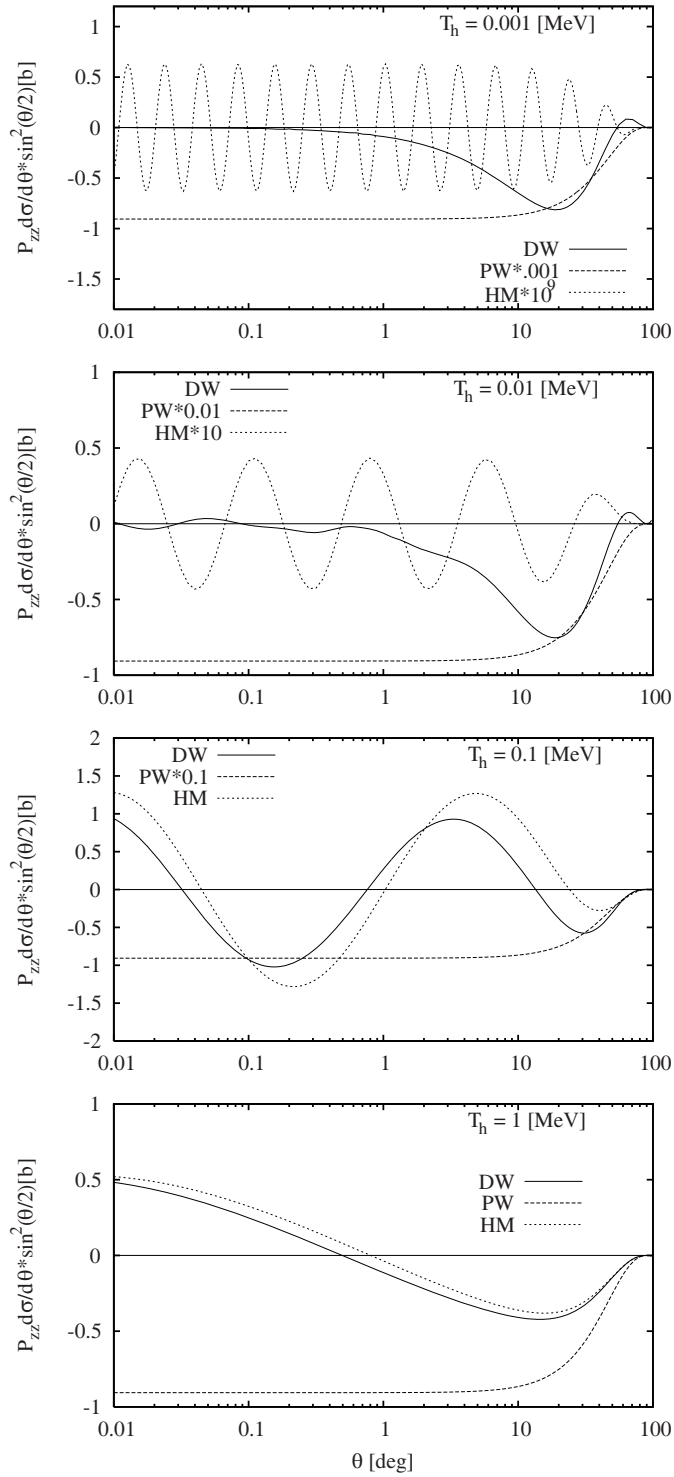 T_h = 0.001 [MeV]
P_zz dσ/dθ*sin²(θ/2)[b]
1
0.5
0
-0.5
-1
-1.5
DW
PW*.001
HM*10⁹
0.01 0.1 1 10 100
T_h = 0.01 [MeV]
P_zz dσ/dθ*sin²(θ/2)[b]
DW
PW*0.01
HM*10
1
0.5
0
-0.5
-1
0.01 0.1 1 10 100
T_h = 0.1 [MeV]
P_zz dσ/dθ*sin²(θ/2)[b]
DW
PW*0.1
HM
2
1.5
1
0.5
0
-0.5
-1
-1.5
-2
0.01 0.1 1 10 100
T_h = 1 [MeV]
P_zz dσ/dθ*sin²(θ/2)[b]
1
0.5
0
-0.5
-1
DW
PW
HM
0.01 0.1 1 10 100
θ [deg]